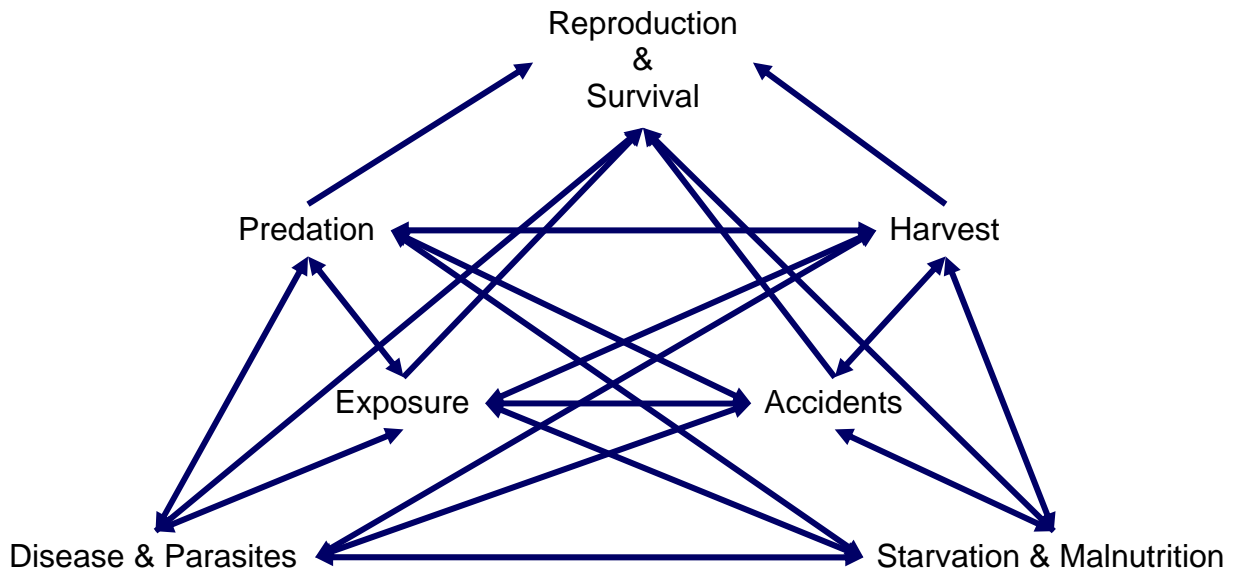 Reproduction
&
Survival
Predation
Harvest
Exposure
Accidents
Disease & Parasites
Starvation & Malnutrition